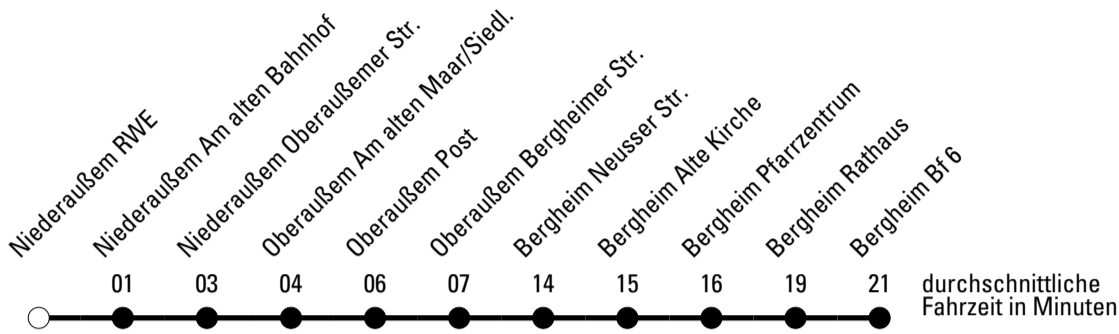 Niederaußem RWE
Niederaußem Am alten Bahnhof
Niederaußem Oberaußemer Str.
Oberaußem Am alten Maar/Siedl.
Oberaußem Post
Oberaußem Bergheimer Str.
Bergheim Neusser Str.
Bergheim Alte Kirche
Bergheim Pfarrzentrum
Bergheim Rathaus
Bergheim Bf 6
01 03 04 06 07 14 15 16 19 21 durchschnittliche
Fahrzeit in Minuten